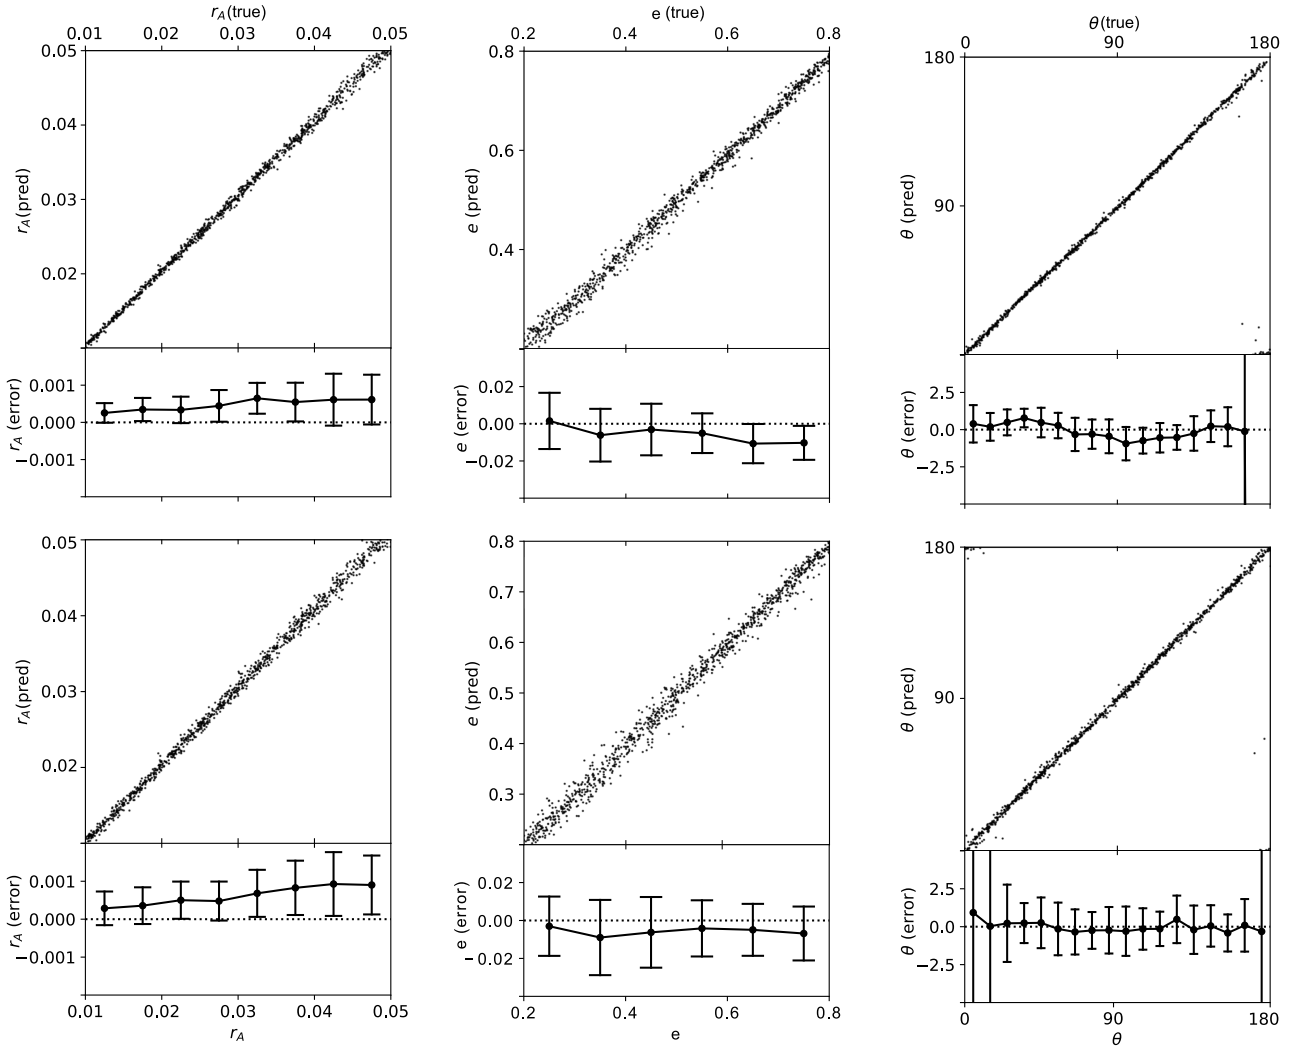 r_A(true)
0.01 0.02 0.03 0.04 0.05
r_A(pred)
0.05
0.04
0.03
0.02
r_A (error)
0.001
0.000
−0.001
e (true)
0.2 0.4 0.6 0.8
e (pred)
0.8
0.6
0.4
e (error)
0.02
0.00
−0.02
θ(true)
0 90 180
θ (pred)
180
90
θ (error)
2.5
0.0
−2.5
r_A(pred)
0.05
0.04
0.03
0.02
r_A (error)
0.001
0.000
−0.001
0.01 0.02 0.03 0.04 0.05
r_A
e (pred)
0.8
0.7
0.6
0.5
0.4
0.3
e (error)
0.02
0.00
−0.02
0.2 0.4 0.6 0.8
e
θ (pred)
180
90
θ (error)
2.5
0.0
−2.5
0 90 180
θ